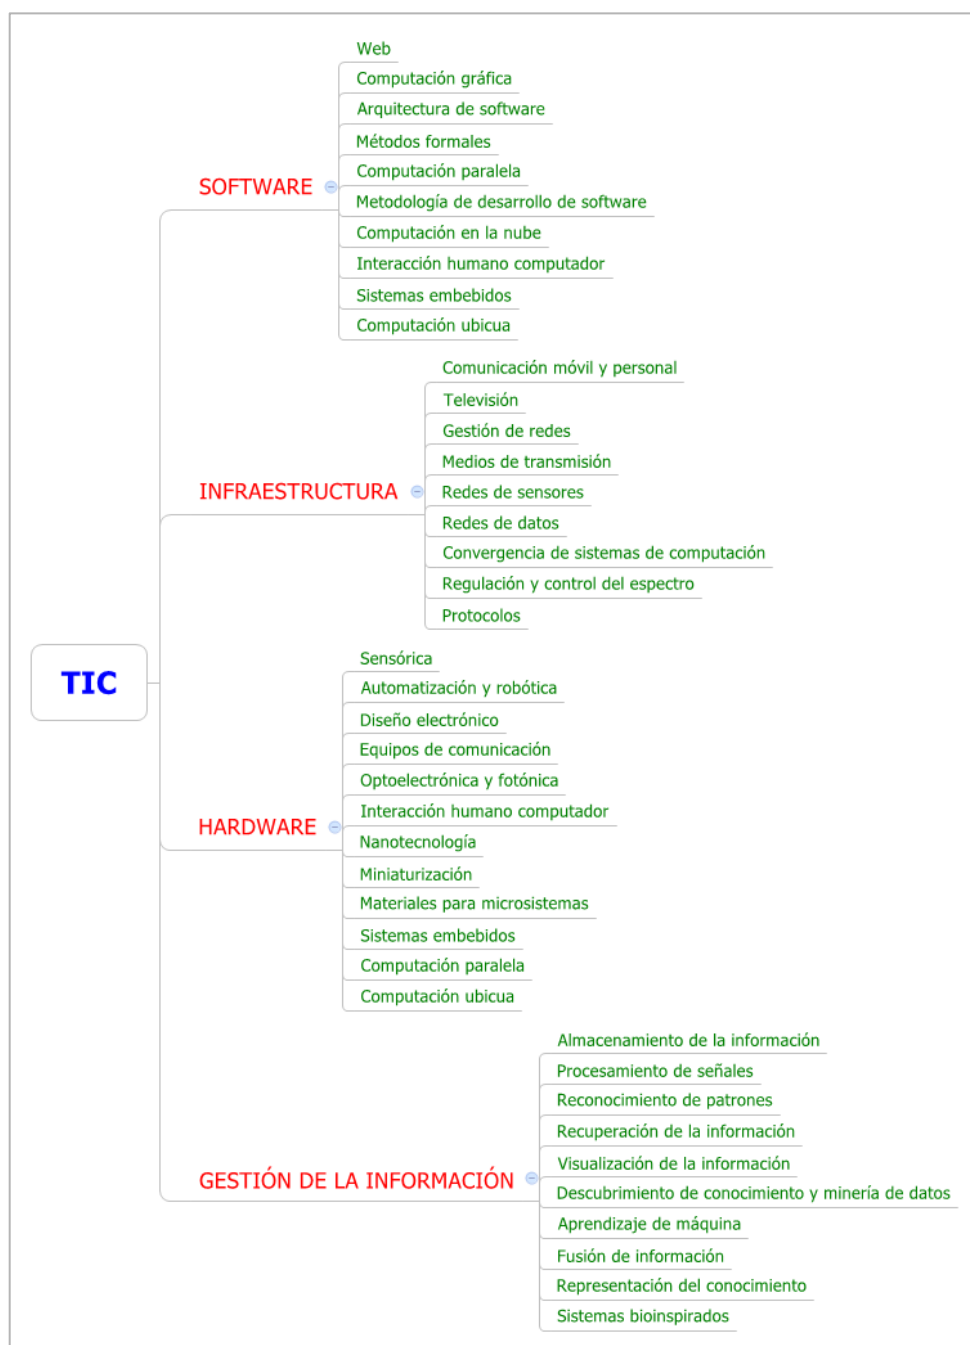 TIC
SOFTWARE
Web
Computación gráfica
Arquitectura de software
Métodos formales
Computación paralela
Metodología de desarrollo de software
Computación en la nube
Interacción humano computador
Sistemas embebidos
Computación ubicua
INFRAESTRUCTURA
Comunicación móvil y personal
Televisión
Gestión de redes
Medios de transmisión
Redes de sensores
Redes de datos
Convergencia de sistemas de computación
Regulación y control del espectro
Protocolos
HARDWARE
Sensórica
Automatización y robótica
Diseño electrónico
Equipos de comunicación
Optoelectrónica y fotónica
Interacción humano computador
Nanotecnología
Miniaturización
Materiales para microsistemas
Sistemas embebidos
Computación paralela
Computación ubicua
GESTIÓN DE LA INFORMACIÓN
Almacenamiento de la información
Procesamiento de señales
Reconocimiento de patrones
Recuperación de la información
Visualización de la información
Descubrimiento de conocimiento y minería de datos
Aprendizaje de máquina
Fusión de información
Representación del conocimiento
Sistemas bioinspirados